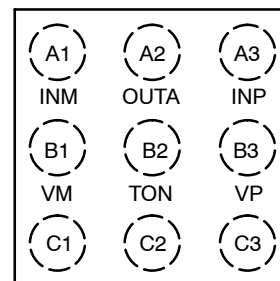 A1 A2 A3
INM OUTA INP
B1 B2 B3
VM TON VP
C1 C2 C3